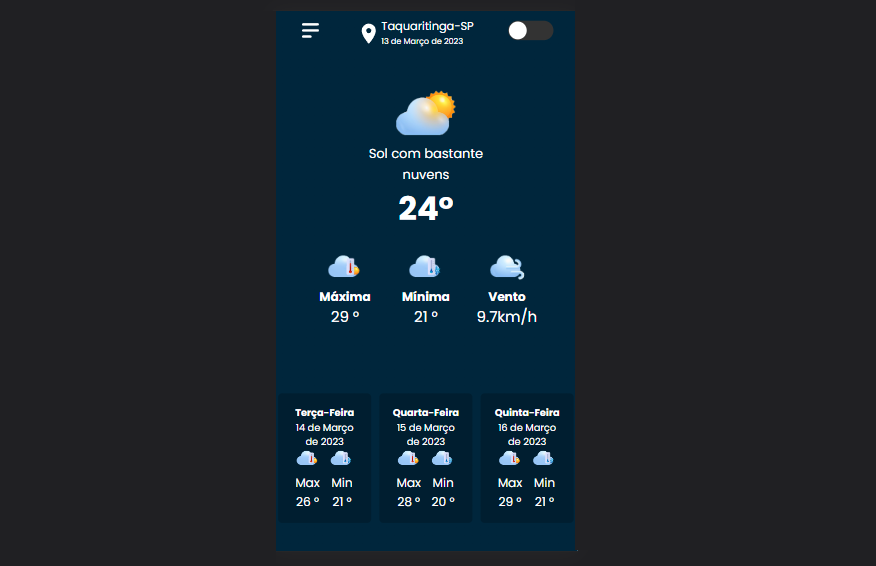 Taquaritinga-SP
13 de Março de 2023
Sol com bastante
nuvens
24º
Máxima
29 º
Mínima
21 º
Vento
9.7km/h
Terça-Feira
14 de Março
de 2023
Max
26 º
Min
21 º
Quarta-Feira
15 de Março
de 2023
Max
28 º
Min
20 º
Quinta-Feira
16 de Março
de 2023
Max
29 º
Min
21 º